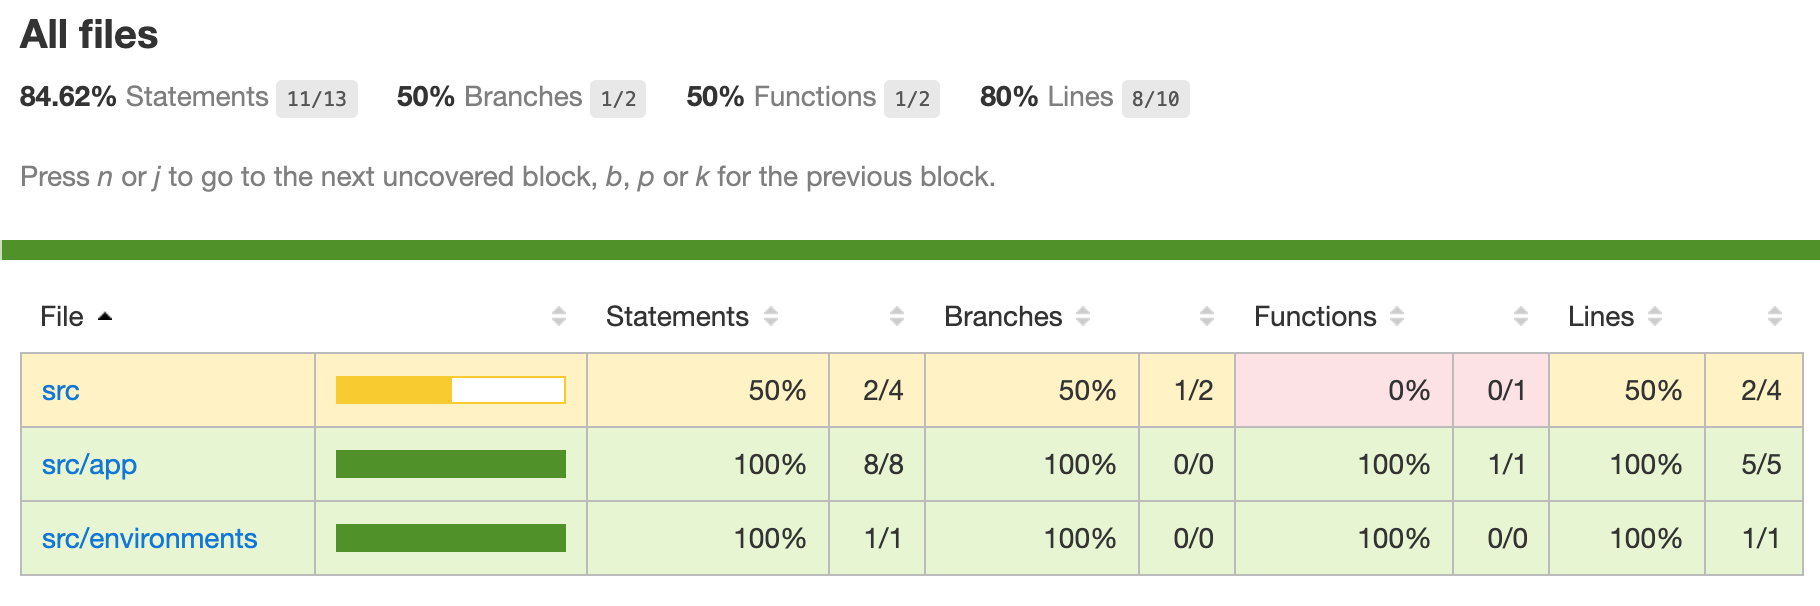 All files
84.62% Statements 11/13 50% Branches 1/2 50% Functions 1/2 80% Lines 8/10
Press n or j to go to the next uncovered block, b, p or k for the previous block.
File Statements Branches Functions Lines
src 50% 2/4 50% 1/2 0% 0/1 50% 2/4
src/app 100% 8/8 100% 0/0 100% 1/1 100% 5/5
src/environments 100% 1/1 100% 0/0 100% 0/0 100% 1/1